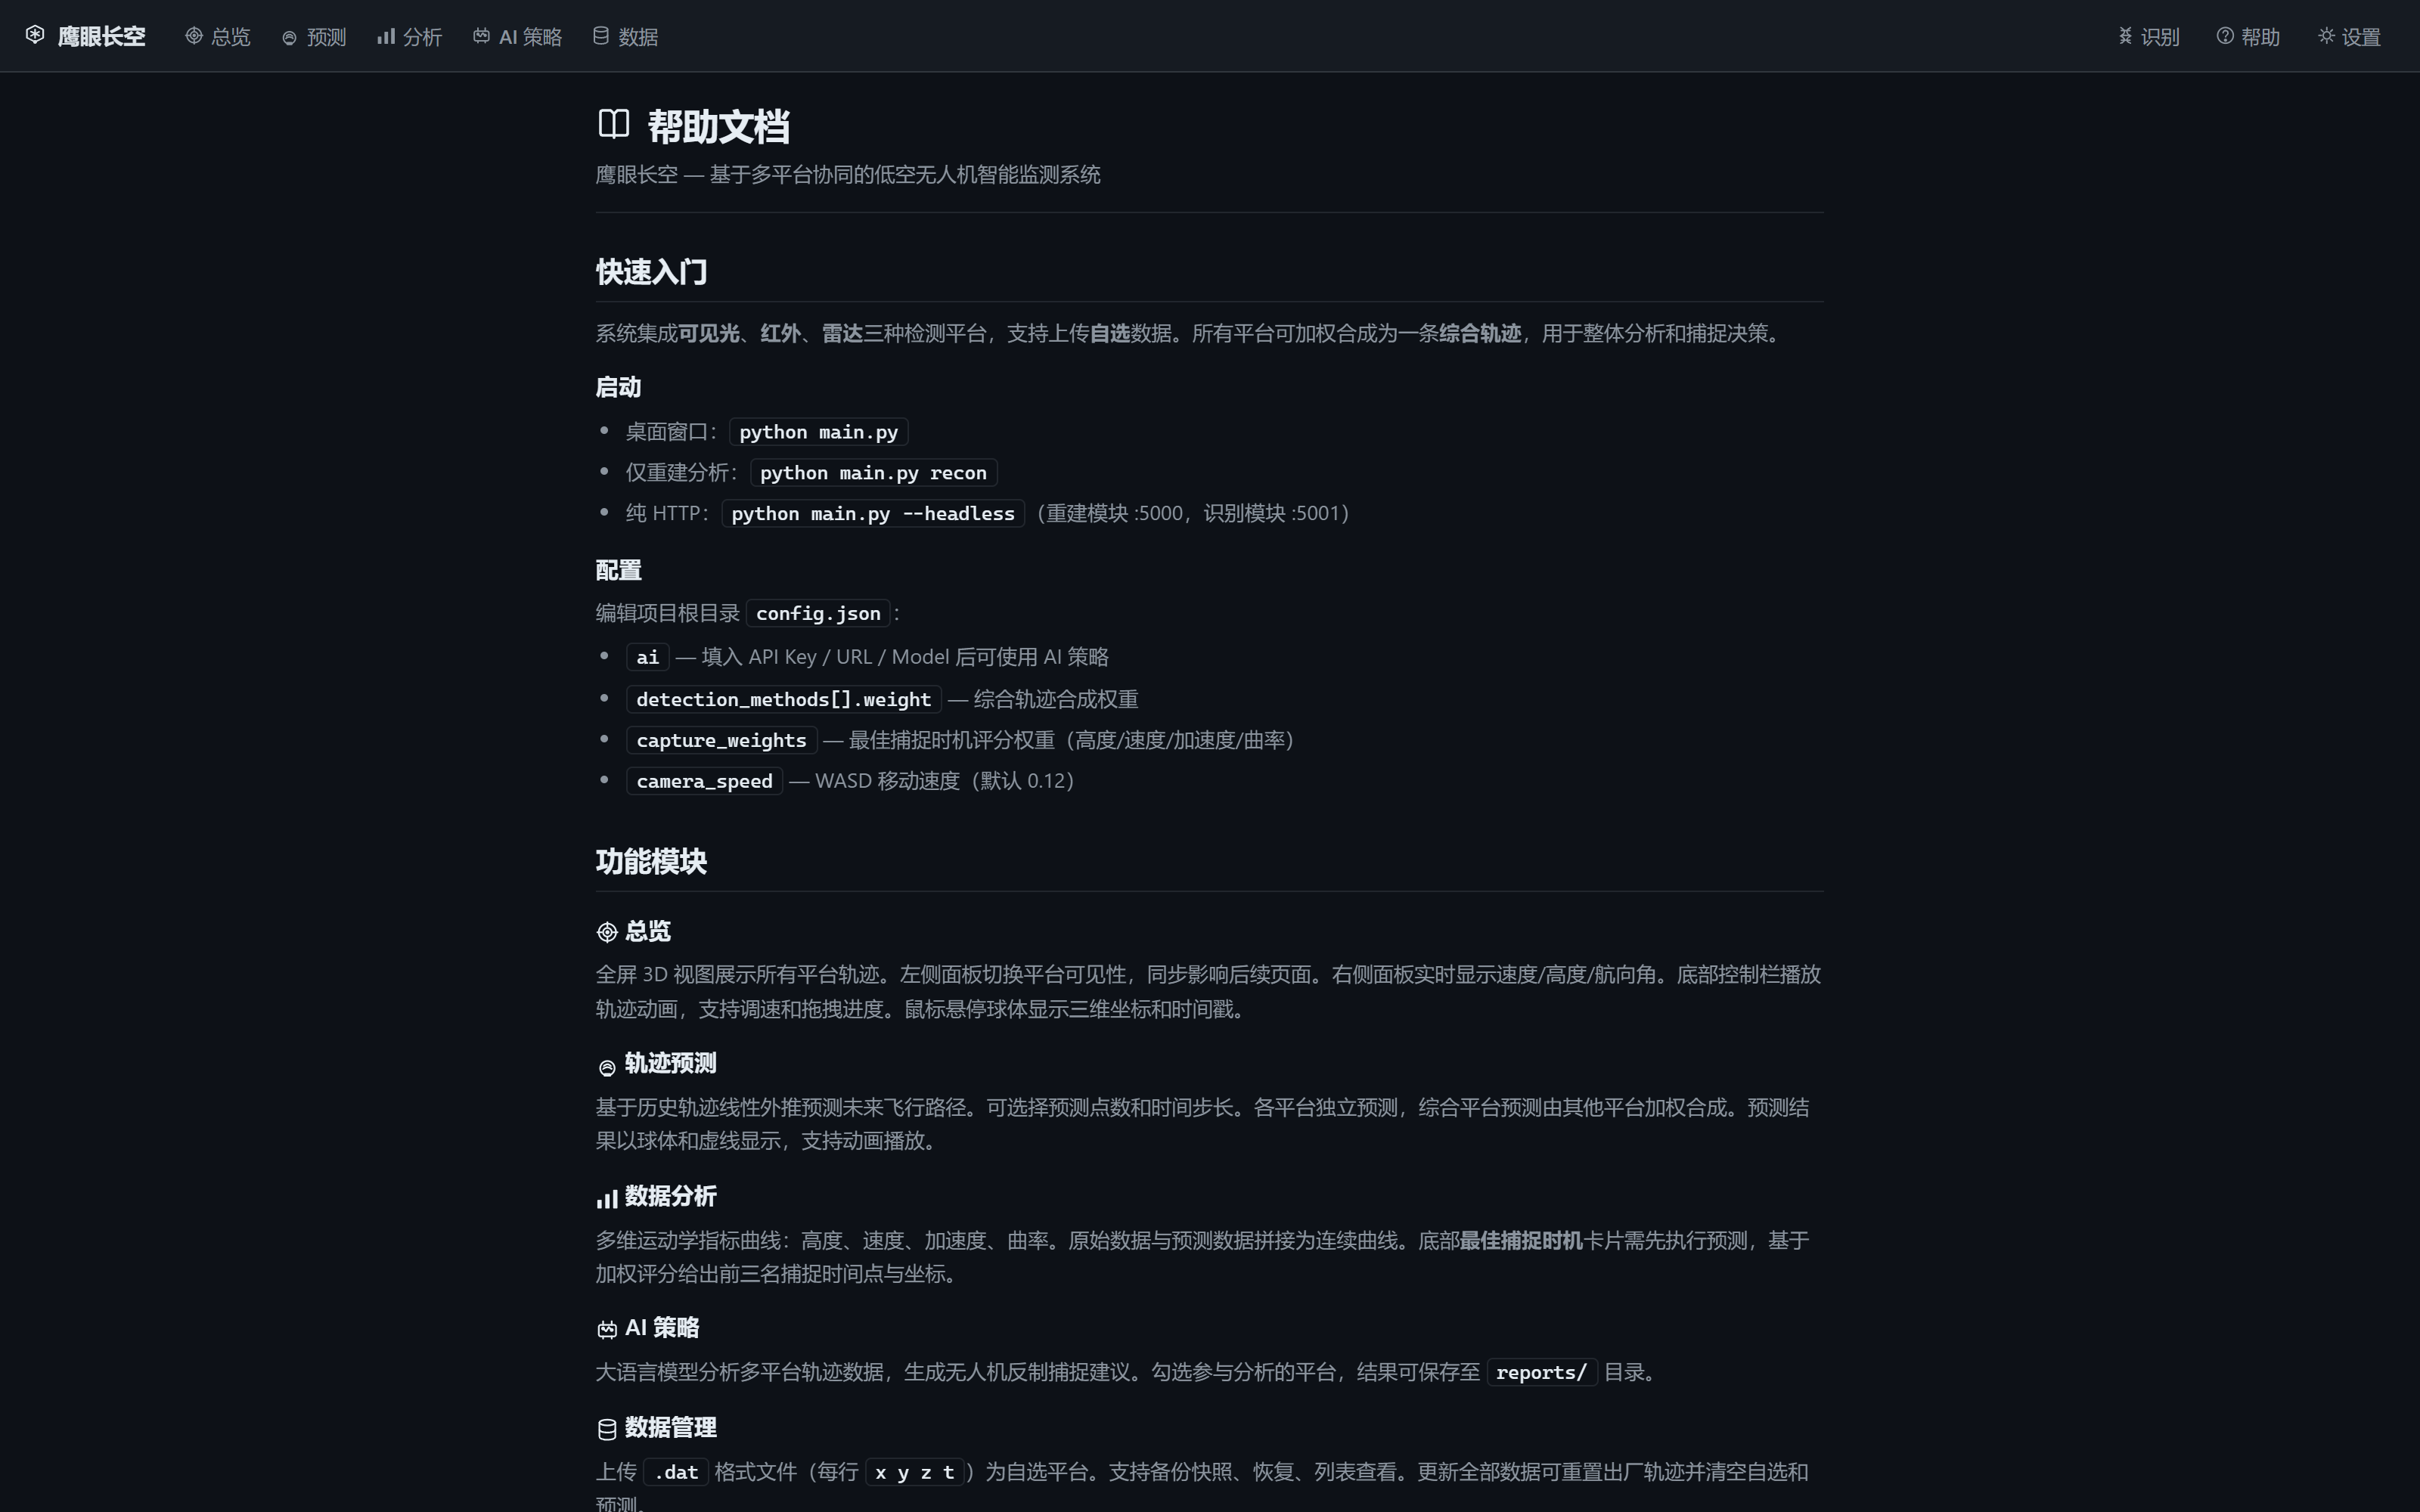 鹰眼长空 总览 预测 分析 AI 策略 数据 识别 帮助 设置
帮助文档
鹰眼长空 — 基于多平台协同的低空无人机智能监测系统
快速入门
系统集成可见光、红外、雷达三种检测平台，支持上传自选数据。所有平台可加权合成为一条综合轨迹，用于整体分析和捕捉决策。
启动
• 桌面窗口： python main.py
• 仅重建分析： python main.py recon
• 纯 HTTP： python main.py --headless （重建模块 :5000，识别模块 :5001）
配置
编辑项目根目录 config.json ：
• ai — 填入 API Key / URL / Model 后可使用 AI 策略
• detection_methods[].weight — 综合轨迹合成权重
• capture_weights — 最佳捕捉时机评分权重（高度/速度/加速度/曲率）
• camera_speed — WASD 移动速度（默认 0.12）
功能模块
总览
全屏 3D 视图展示所有平台轨迹。左侧面板切换平台可见性，同步影响后续页面。右侧面板实时显示速度/高度/航向角。底部控制栏播放
轨迹动画，支持调速和拖拽进度。鼠标悬停球体显示三维坐标和时间戳。
轨迹预测
基于历史轨迹线性外推预测未来飞行路径。可选择预测点数和时间步长。各平台独立预测，综合平台预测由其他平台加权合成。预测结
果以球体和虚线显示，支持动画播放。
数据分析
多维运动学指标曲线：高度、速度、加速度、曲率。原始数据与预测数据拼接为连续曲线。底部最佳捕捉时机卡片需先执行预测，基于
加权评分给出前三名捕捉时间点与坐标。
AI 策略
大语言模型分析多平台轨迹数据，生成无人机反制捕捉建议。勾选参与分析的平台，结果可保存至 reports/ 目录。
数据管理
上传 .dat 格式文件（每行 x y z t ）为自选平台。支持备份快照、恢复、列表查看。更新全部数据可重置出厂轨迹并清空自选和
预测。